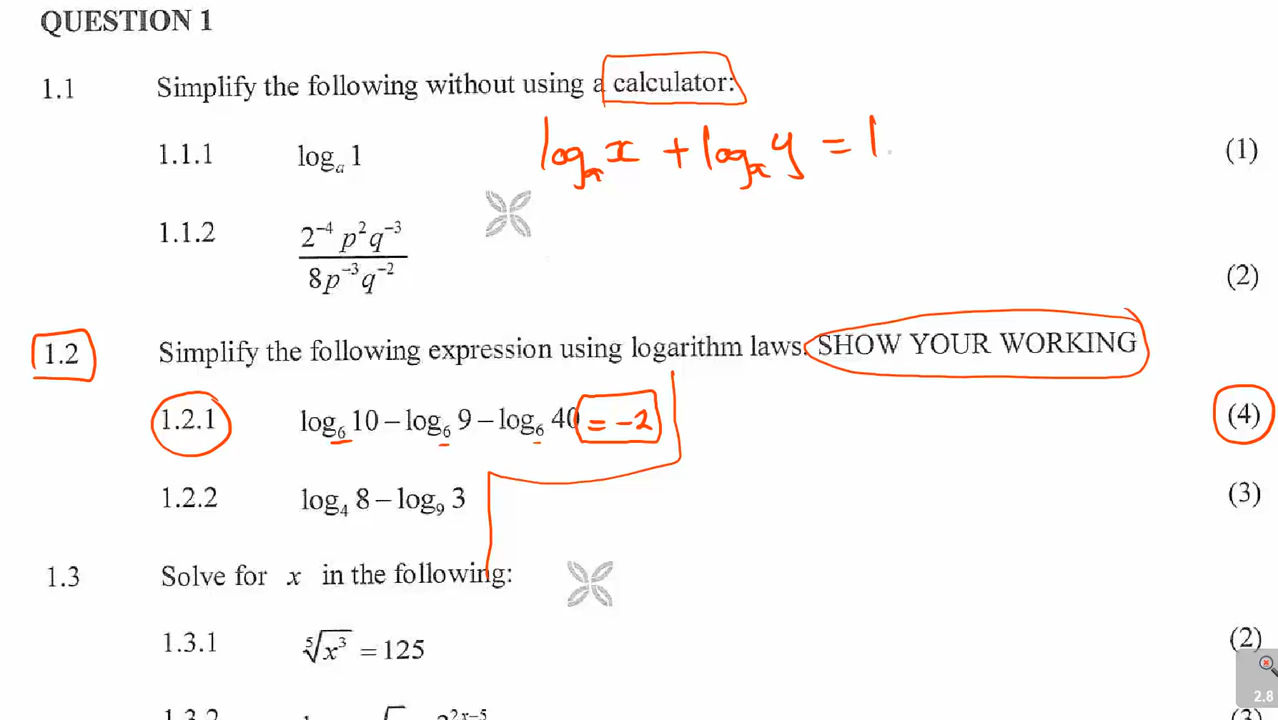 QUESTION 1
1.1 Simplify the following without using a calculator:
1.1.1 logₐ 1 (1)
logₐ x + logₐ y = l
1.1.2 2⁻⁴ p² q⁻³ / 8p⁻³ q⁻² (2)
1.2 Simplify the following expression using logarithm laws. SHOW YOUR WORKING
1.2.1 log₆ 10 – log₆ 9 – log₆ 40 = -2 (4)
1.2.2 log₄ 8 – log₉ 3 (3)
1.3 Solve for x in the following:
1.3.1 ⁵√x³ = 125 (2)
2.8